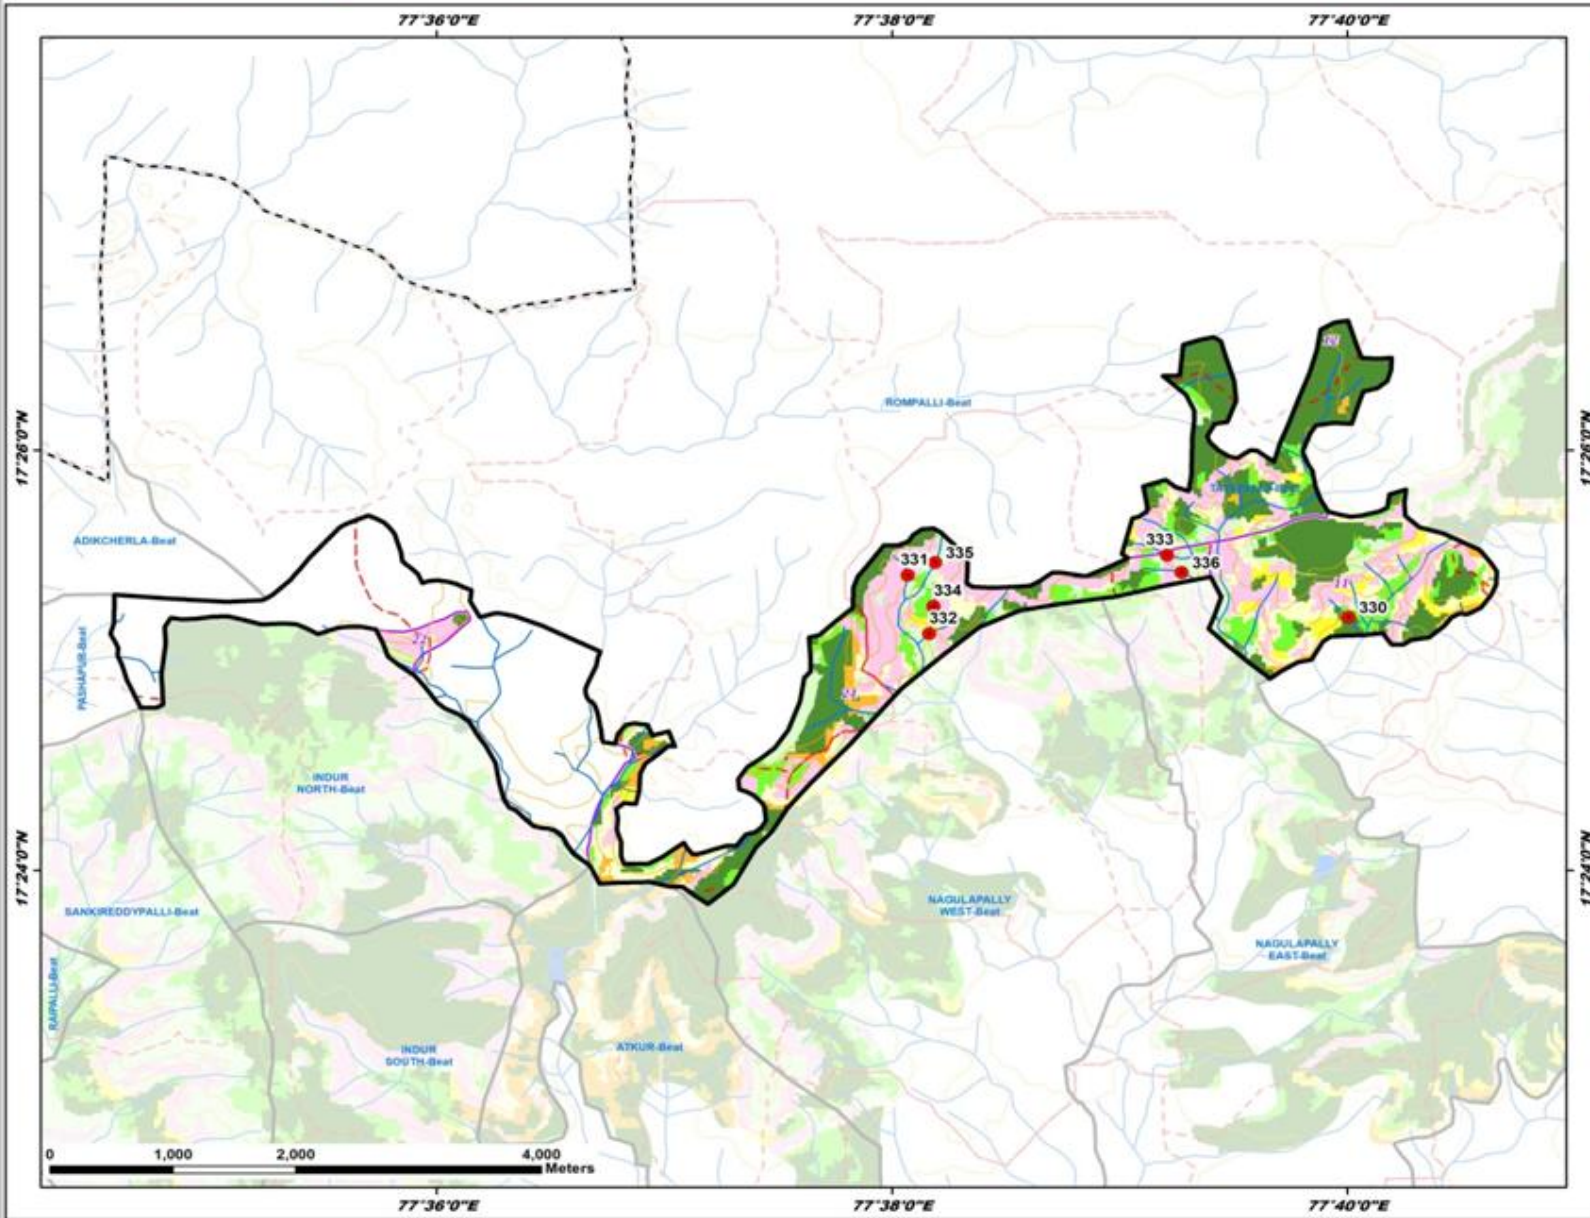 77°36'0"E 77°38'0"E 77°40'0"E
12
ROMPALLI-Beat
17°26'0"N 17°26'0"N
ADIKCHERLA-Beat
333
335
331
336
11
334
330
332
PASHAPUR-Beat
INDUR
NORTH-Beat
17°24'0"N 17°24'0"N
NAGULAPALLY
WEST-Beat
SANKIREDDYPALLI-Beat
NAGULAPALLY
EAST-Beat
RAIPALLI-Beat
ATKUR-Beat
INDUR
SOUTH-Beat
0 1,000 2,000 4,000
Meters
77°36'0"E 77°38'0"E 77°40'0"E